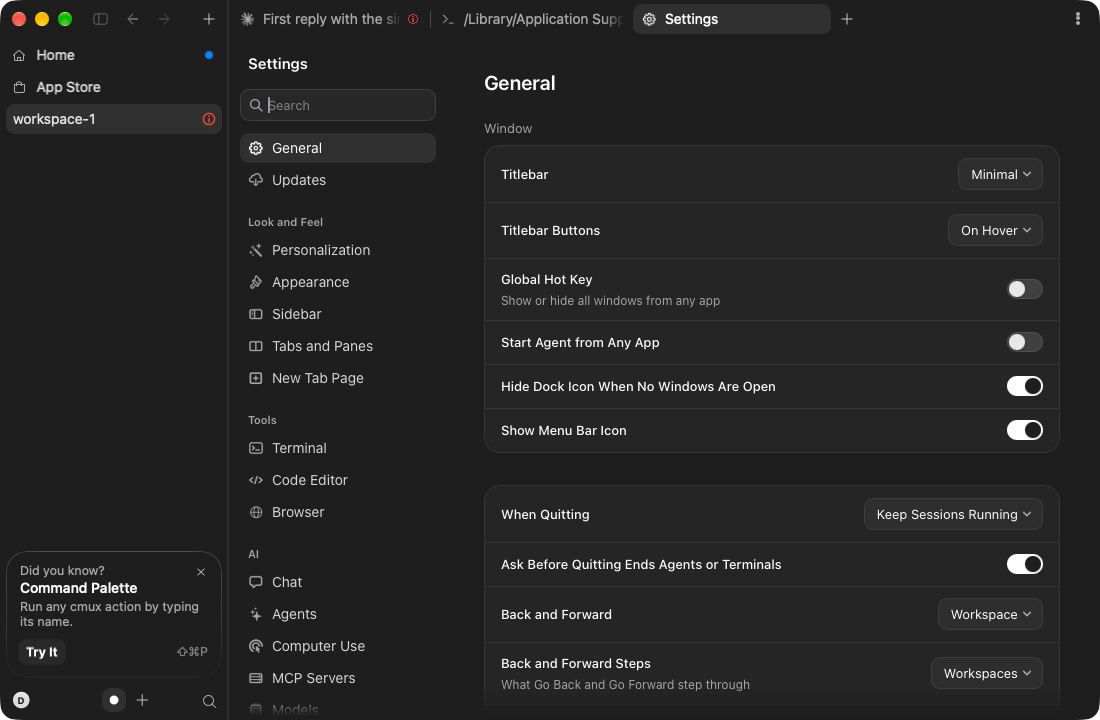 First reply with the si
/Library/Application Supp
Settings
Home
App Store
workspace-1
Did you know?
Command Palette
Run any cmux action by typing
its name.
Try It
⇧⌘P
D
Settings
Search
General
Updates
Look and Feel
Personalization
Appearance
Sidebar
Tabs and Panes
New Tab Page
Tools
Terminal
Code Editor
Browser
AI
Chat
Agents
Computer Use
MCP Servers
Models
General
Window
Titlebar
Minimal
Titlebar Buttons
On Hover
Global Hot Key
Show or hide all windows from any app
Start Agent from Any App
Hide Dock Icon When No Windows Are Open
Show Menu Bar Icon
When Quitting
Keep Sessions Running
Ask Before Quitting Ends Agents or Terminals
Back and Forward
Workspace
Back and Forward Steps
What Go Back and Go Forward step through
Workspaces